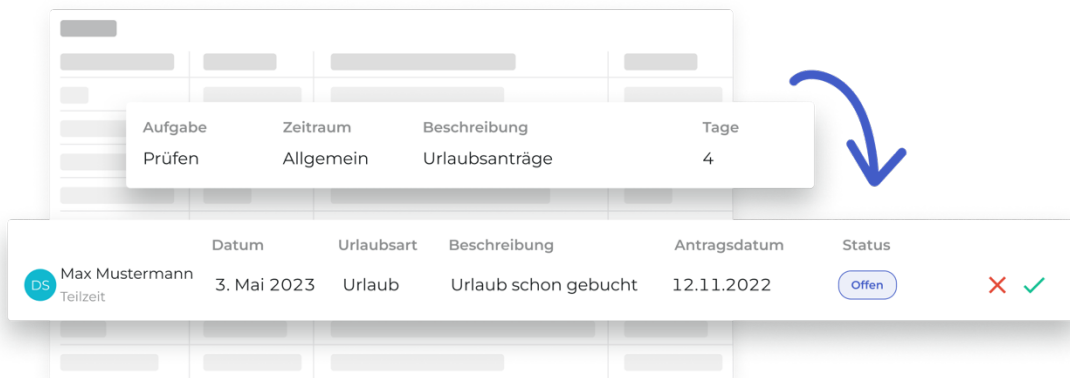 Aufgabe Zeitraum Beschreibung Tage
Prüfen Allgemein Urlaubsanträge 4
Datum Urlaubsart Beschreibung Antragsdatum Status
DS Max Mustermann 3. Mai 2023 Urlaub Urlaub schon gebucht 12.11.2022 Offen
Teilzeit